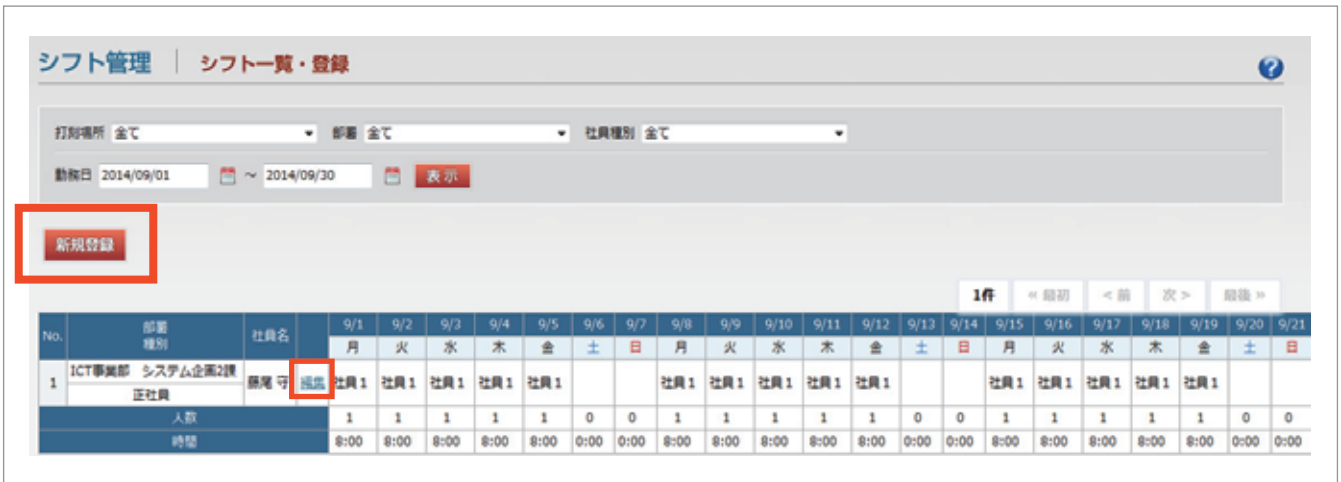 シフト管理 シフト一覧・登録
打刻場所 全て 部署 全て 社員種別 全て
勤務日 2014/09/01 ~ 2014/09/30 表示
新規登録
1件 « 最初 < 前 次 > 最後 »
No. 部署 社員名 9/1 9/2 9/3 9/4 9/5 9/6 9/7 9/8 9/9 9/10 9/11 9/12 9/13 9/14 9/15 9/16 9/17 9/18 9/19 9/20 9/21
種別 月 火 水 木 金 土 日 月 火 水 木 金 土 日 月 火 水 木 金 土 日
1 ICT事業部 システム企画2課 藤尾 守 編集 社員1 社員1 社員1 社員1 社員1 社員1 社員1 社員1 社員1 社員1 社員1 社員1 社員1 社員1 社員1
正社員
人数 1 1 1 1 1 0 0 1 1 1 1 1 0 0 1 1 1 1 1 0 0
時間 8:00 8:00 8:00 8:00 8:00 0:00 0:00 8:00 8:00 8:00 8:00 8:00 0:00 0:00 8:00 8:00 8:00 8:00 8:00 0:00 0:00